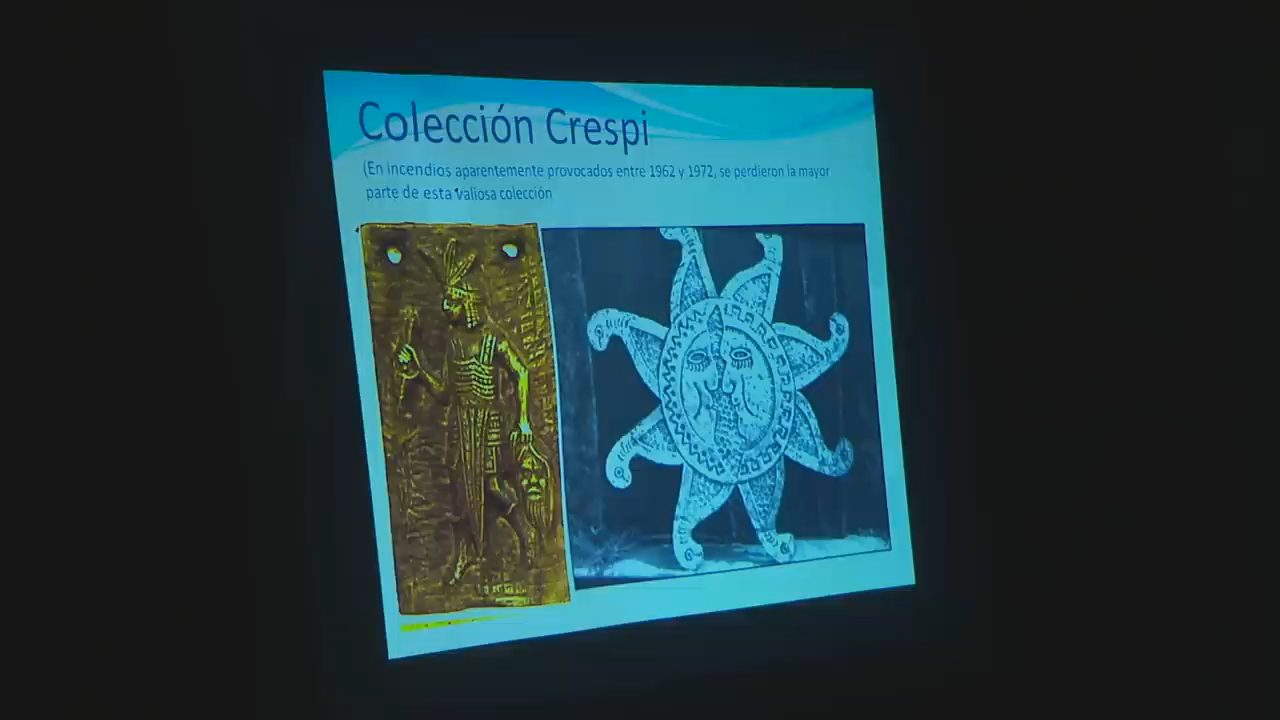 Colección Crespi
(En incendios aparentemente provocados entre 1962 y 1972, se perdieron la mayor
parte de esta valiosa colección